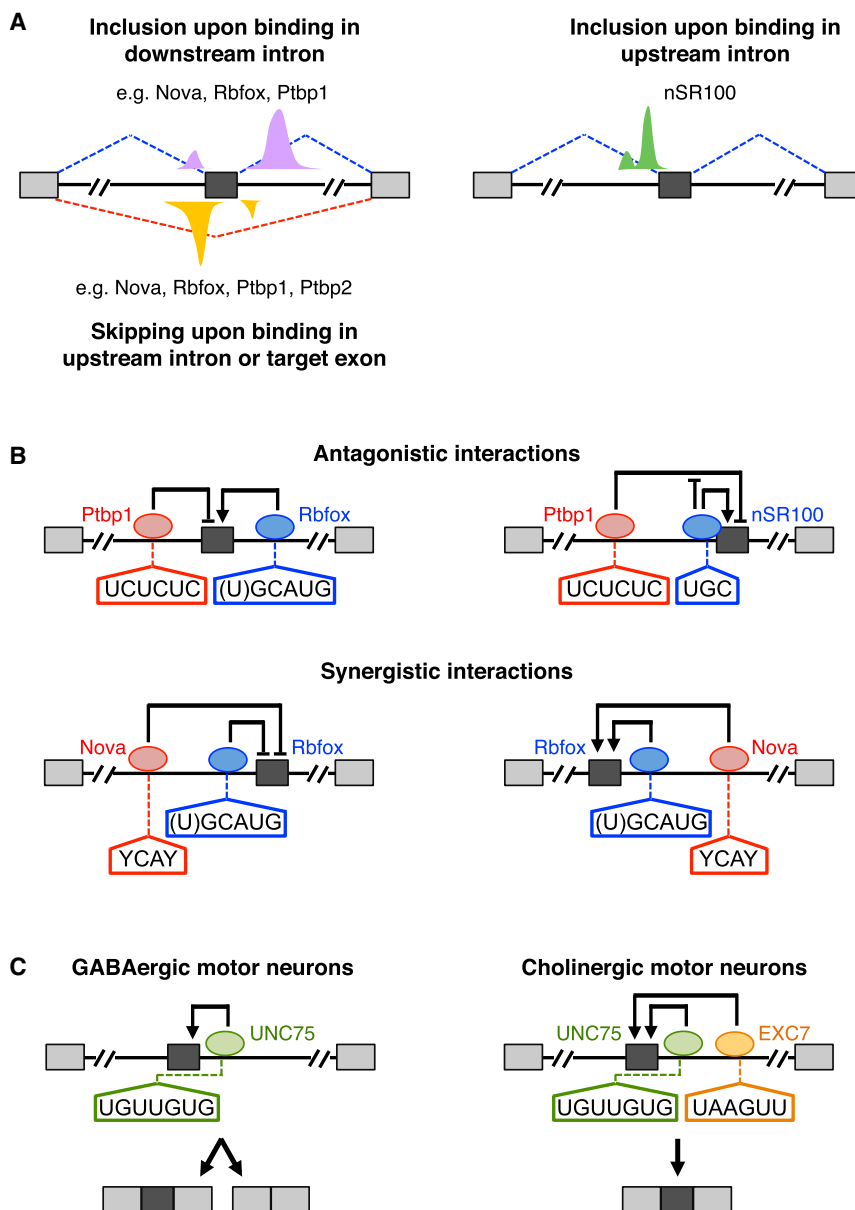 A
Inclusion upon binding in
downstream intron
e.g. Nova, Rbfox, Ptbp1
Inclusion upon binding in
upstream intron
nSR100
e.g. Nova, Rbfox, Ptbp1, Ptbp2
Skipping upon binding in
upstream intron or target exon
B
Antagonistic interactions
Ptbp1
Rbfox
UCUCUC
(U)GCAUG
Ptbp1
nSR100
UCUCUC
UGC
Synergistic interactions
Nova
Rbfox
(U)GCAUG
YCAY
Rbfox
Nova
(U)GCAUG
YCAY
C
GABAergic motor neurons
UNC75
UGUUGUG
Cholinergic motor neurons
UNC75
EXC7
UGUUGUG
UAAGUU